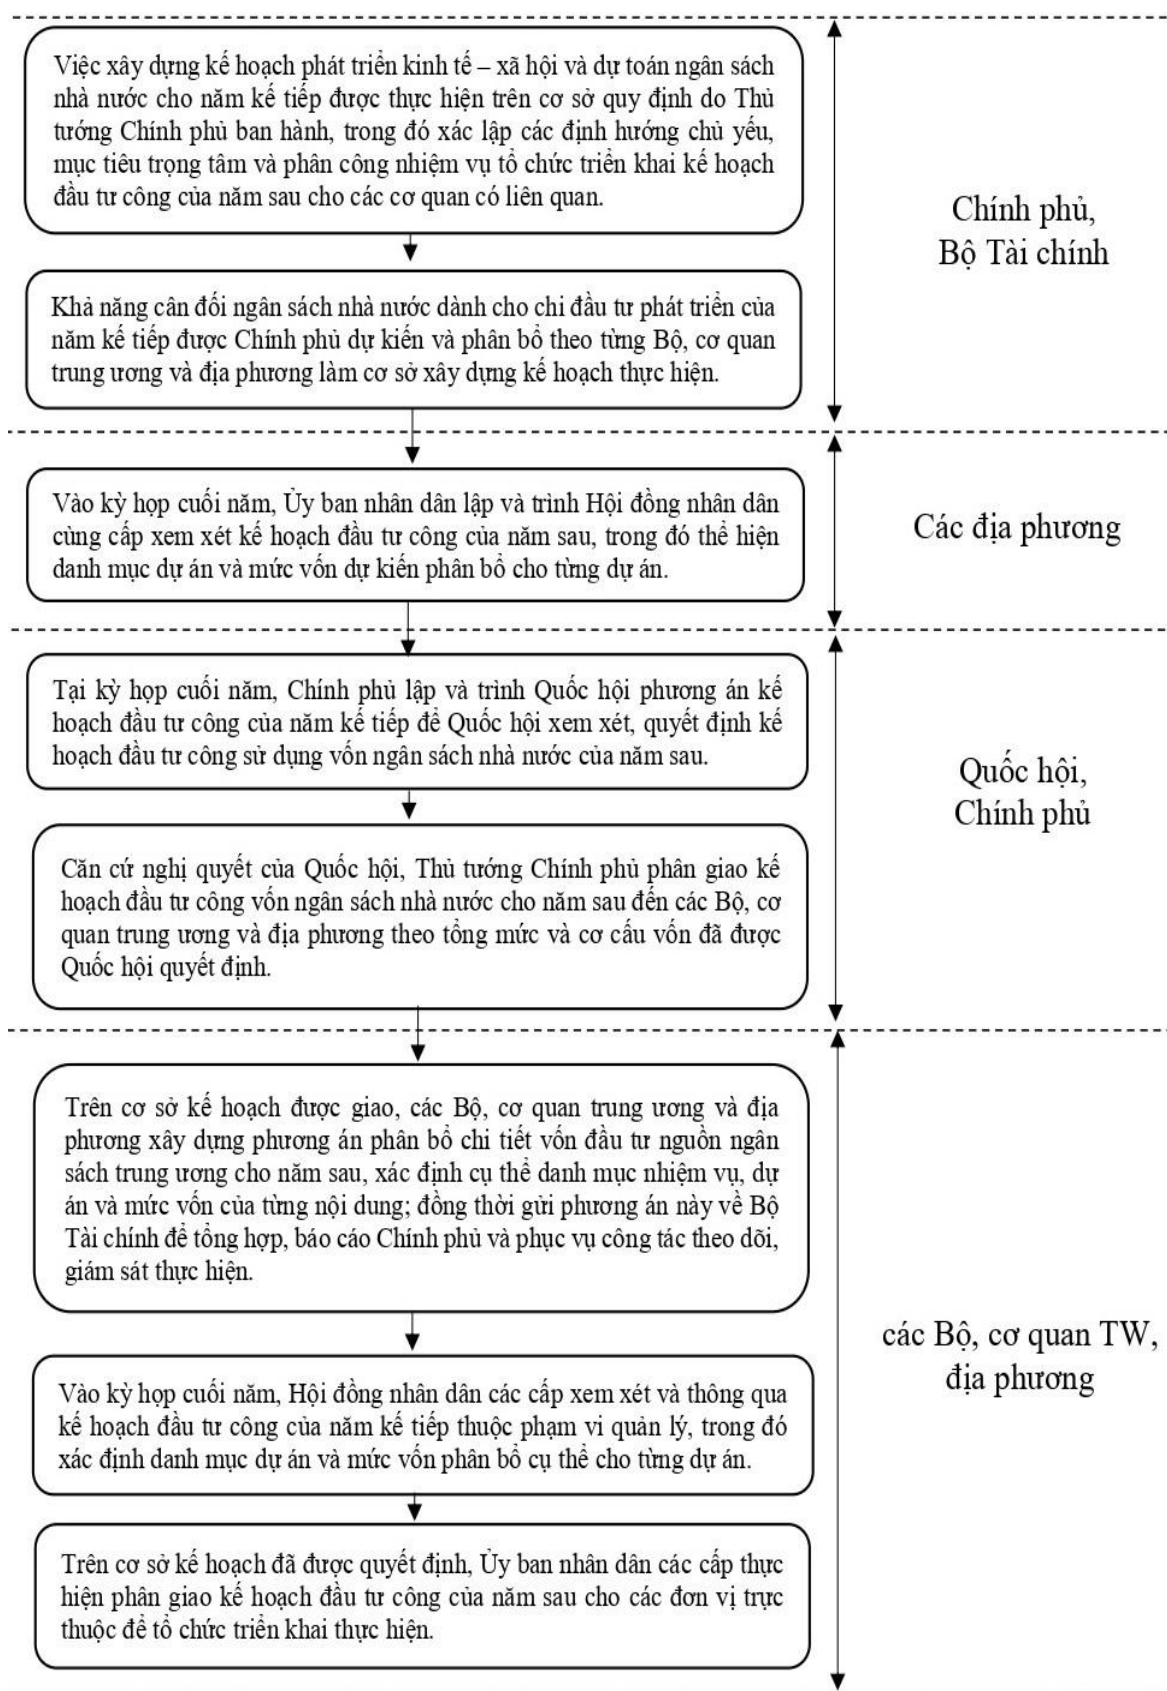 Việc xây dựng kế hoạch phát triển kinh tế – xã hội và dự toán ngân sách
nhà nước cho năm kế tiếp được thực hiện trên cơ sở quy định do Thủ
tướng Chính phủ ban hành, trong đó xác lập các định hướng chủ yếu,
mục tiêu trọng tâm và phân công nhiệm vụ tổ chức triển khai kế hoạch
đầu tư công của năm sau cho các cơ quan có liên quan.
Khả năng cân đối ngân sách nhà nước dành cho chi đầu tư phát triển của
năm kế tiếp được Chính phủ dự kiến và phân bổ theo từng Bộ, cơ quan
trung ương và địa phương làm cơ sở xây dựng kế hoạch thực hiện.
Chính phủ,
Bộ Tài chính
Vào kỳ họp cuối năm, Ủy ban nhân dân lập và trình Hội đồng nhân dân
cùng cấp xem xét kế hoạch đầu tư công của năm sau, trong đó thể hiện
danh mục dự án và mức vốn dự kiến phân bổ cho từng dự án.
Các địa phương
Tại kỳ họp cuối năm, Chính phủ lập và trình Quốc hội phương án kế
hoạch đầu tư công của năm kế tiếp để Quốc hội xem xét, quyết định kế
hoạch đầu tư công sử dụng vốn ngân sách nhà nước của năm sau.
Căn cứ nghị quyết của Quốc hội, Thủ tướng Chính phủ phân giao kế
hoạch đầu tư công vốn ngân sách nhà nước cho năm sau đến các Bộ, cơ
quan trung ương và địa phương theo tổng mức và cơ cấu vốn đã được
Quốc hội quyết định.
Quốc hội,
Chính phủ
Trên cơ sở kế hoạch được giao, các Bộ, cơ quan trung ương và địa
phương xây dựng phương án phân bổ chi tiết vốn đầu tư nguồn ngân
sách trung ương cho năm sau, xác định cụ thể danh mục nhiệm vụ, dự
án và mức vốn của từng nội dung; đồng thời gửi phương án này về Bộ
Tài chính để tổng hợp, báo cáo Chính phủ và phục vụ công tác theo dõi,
giám sát thực hiện.
Vào kỳ họp cuối năm, Hội đồng nhân dân các cấp xem xét và thông qua
kế hoạch đầu tư công của năm kế tiếp thuộc phạm vi quản lý, trong đó
xác định danh mục dự án và mức vốn phân bổ cụ thể cho từng dự án.
Trên cơ sở kế hoạch đã được quyết định, Ủy ban nhân dân các cấp thực
hiện phân giao kế hoạch đầu tư công của năm sau cho các đơn vị trực
thuộc để tổ chức triển khai thực hiện.
các Bộ, cơ quan TW,
địa phương